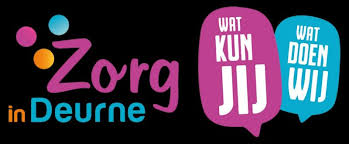 Zorg
in Deurne
WAT
KUN
JIJ
WAT
DOEN
WIJ